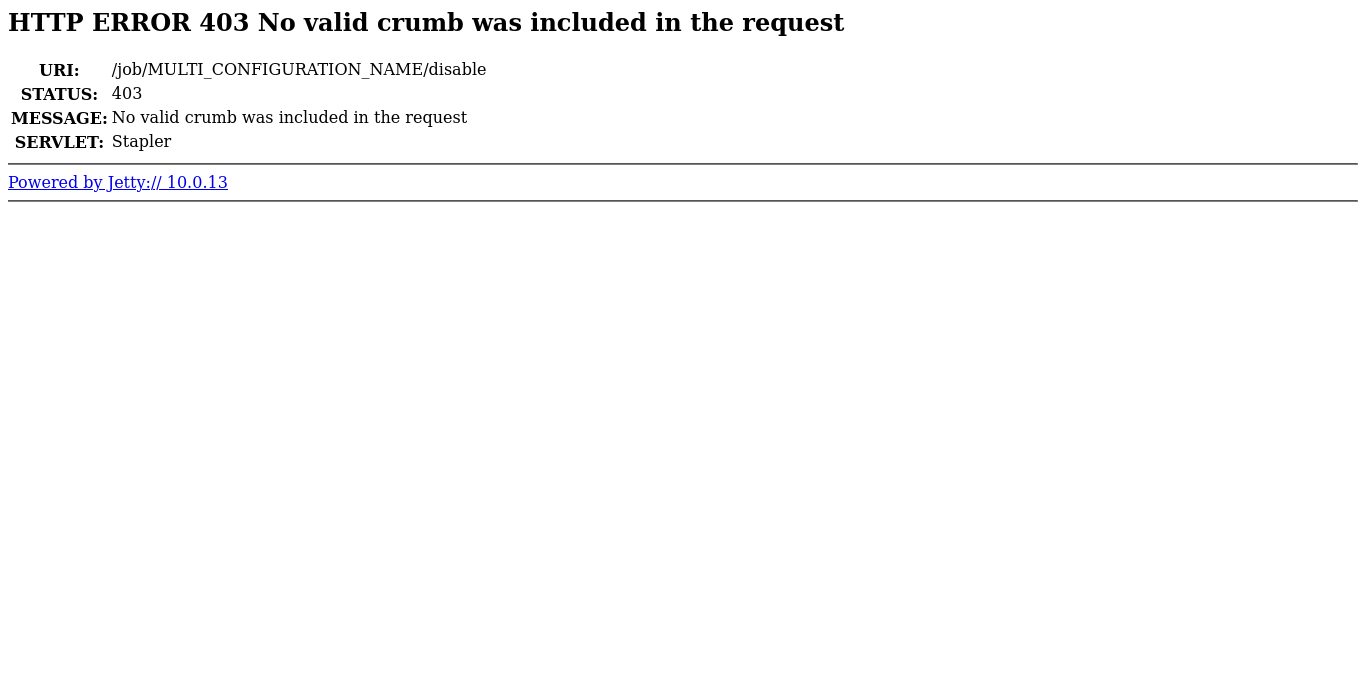 HTTP ERROR 403 No valid crumb was included in the request
URI: /job/MULTI_CONFIGURATION_NAME/disable
STATUS: 403
MESSAGE: No valid crumb was included in the request
SERVLET: Stapler
Powered by Jetty:// 10.0.13